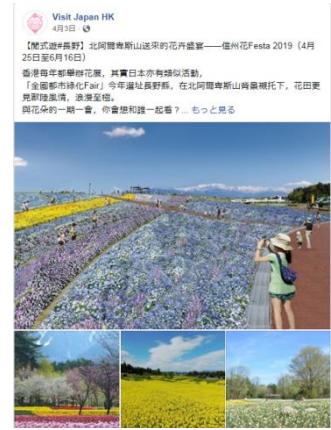 Visit Japan HK
4月3日
【閒式遊#長野】北阿爾卑斯山送來的花卉盛宴——信州花Festa 2019（4月
25日至6月16日）
香港每年都舉辦花展，其實日本亦有類似活動，
「全國都市綠化Fair」今年選址長野縣，在北阿爾卑斯山背景襯托下，花田更
見歐陸風情，浪漫至極。
與花朵的一期一會，你會想和誰一起看？... もっと見る